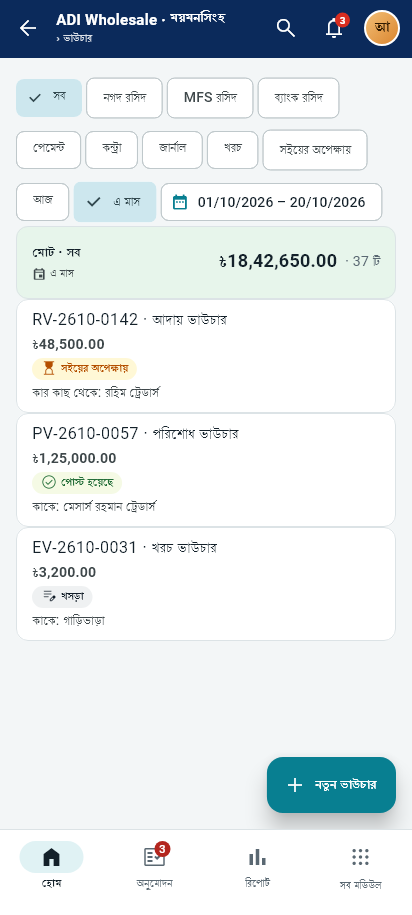 ADI Wholesale · ময়মনসিংহ
› ভাউচার
3
আ
সব
নগদ রসিদ
MFS রসিদ
ব্যাংক রসিদ
পেমেন্ট
কন্ট্রা
জার্নাল
খরচ
সইয়ের অপেক্ষায়
আজ
এ মাস
01/10/2026 – 20/10/2026
মোট · সব
৳18,42,650.00 · 37 টি
এ মাস
RV-2610-0142 · আদায় ভাউচার
৳48,500.00
সইয়ের অপেক্ষায়
কার কাছ থেকে: রহিম ট্রেডার্স
PV-2610-0057 · পরিশোধ ভাউচার
৳1,25,000.00
পোস্ট হয়েছে
কাকে: মেসার্স রহমান ট্রেডার্স
EV-2610-0031 · খরচ ভাউচার
৳3,200.00
খসড়া
কাকে: গাড়িভাড়া
নতুন ভাউচার
3
হোম
অনুমোদন
রিপোর্ট
সব মডিউল